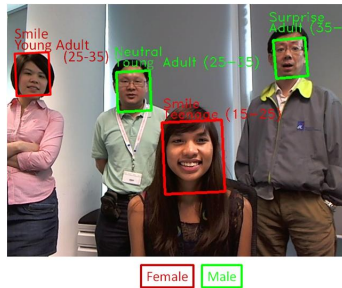 Smile
Young Adult
(25-35)
Neutral
Young Adult (25-35)
Surprise
Adult (35-
Smile
Teenage (15-25)
Female
Male